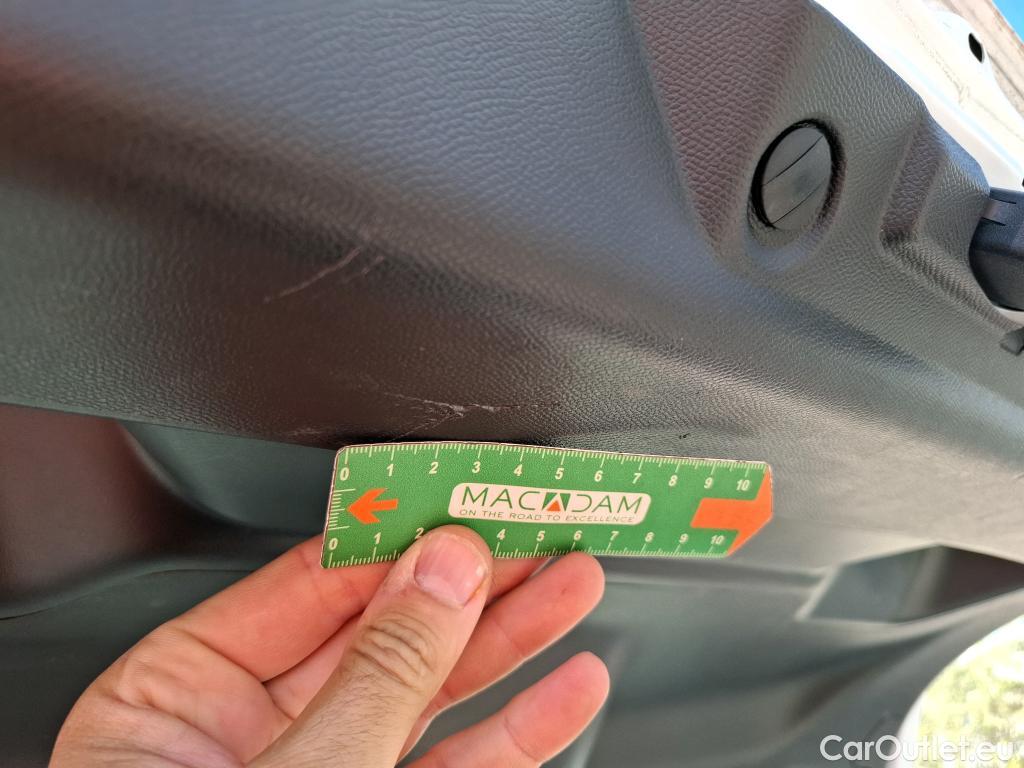 0 1 2 3 4 5 6 7 8 9 10
MACADAM
ON THE ROAD TO EXCELLENCE
0 1 2 4 5 6 7 8 9 10
CarOutlet.eu